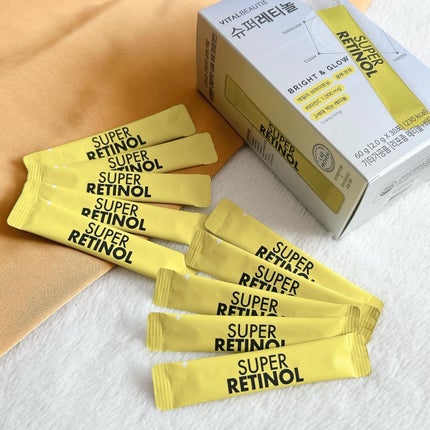 VITALBEAUTIE
슈퍼레티놀
TURNOVER
CLEAR
SUPER
RETINOL
BRIGHT & GLOW
60 g (2.0 g X 30포) (230 kcal)
SUPER
RETINOL
SUPER
RETINOL
SUPER
RETINOL
SUPER
RETINOL
SUPER
RETINOL
SUPER
RETINOL
SUPER
RETINOL
SUPER
RETINOL
SUPER
RETINOL
SUPER
RETINOL